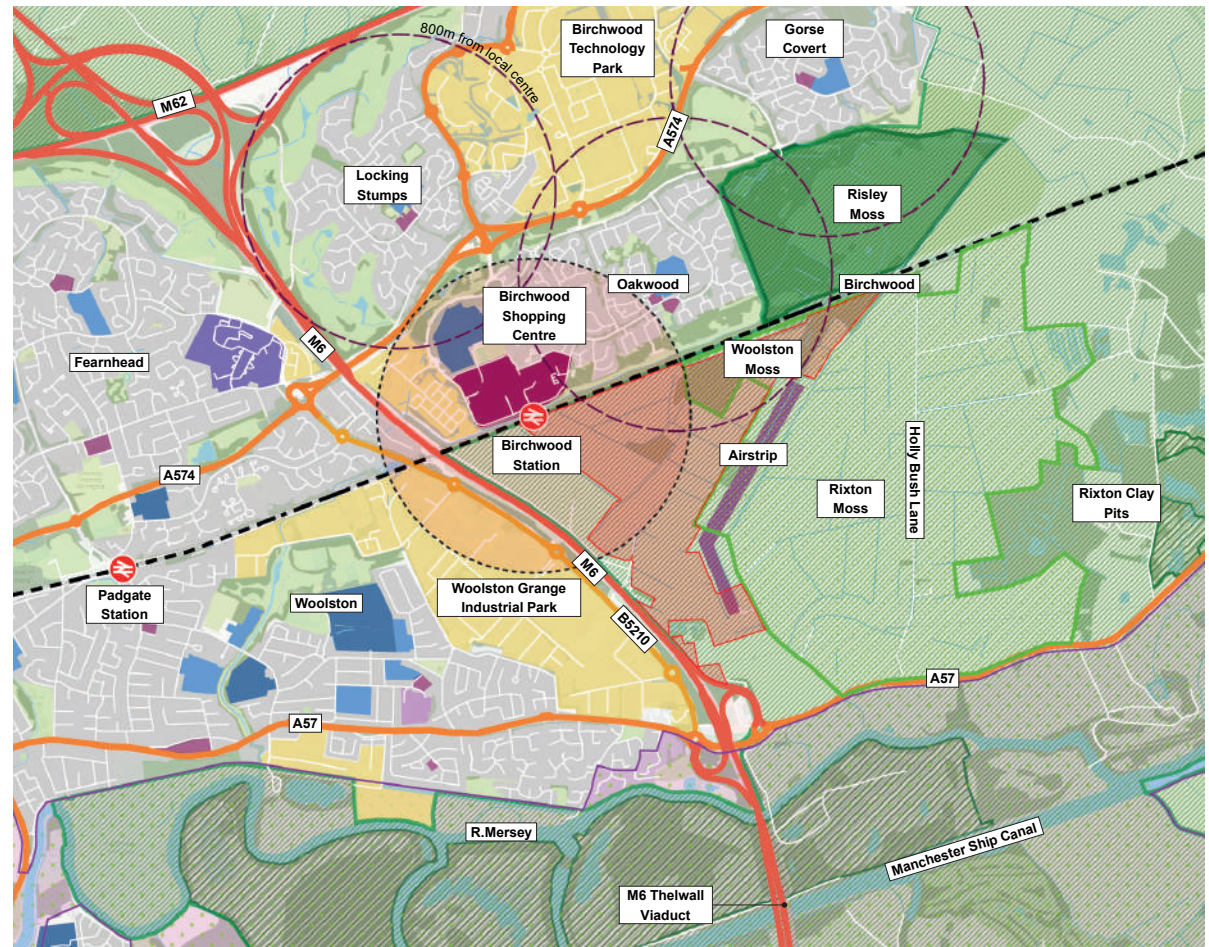 800m from local centre
Birchwood
Technology
Park
Gorse
Covert
M62
A574
Locking
Stumps
Risley
Moss
Oakwood
Birchwood
Birchwood
Shopping
Centre
M6
Fearnhead
Woolston
Moss
Birchwood
Station
Airstrip
Holly Bush Lane
A574
Rixton
Moss
Rixton Clay
Pits
M6
Padgate
Station
Woolston
Woolston Grange
Industrial Park
B5210
A57
A57
R.Mersey
Manchester Ship Canal
M6 Thelwall
Viaduct